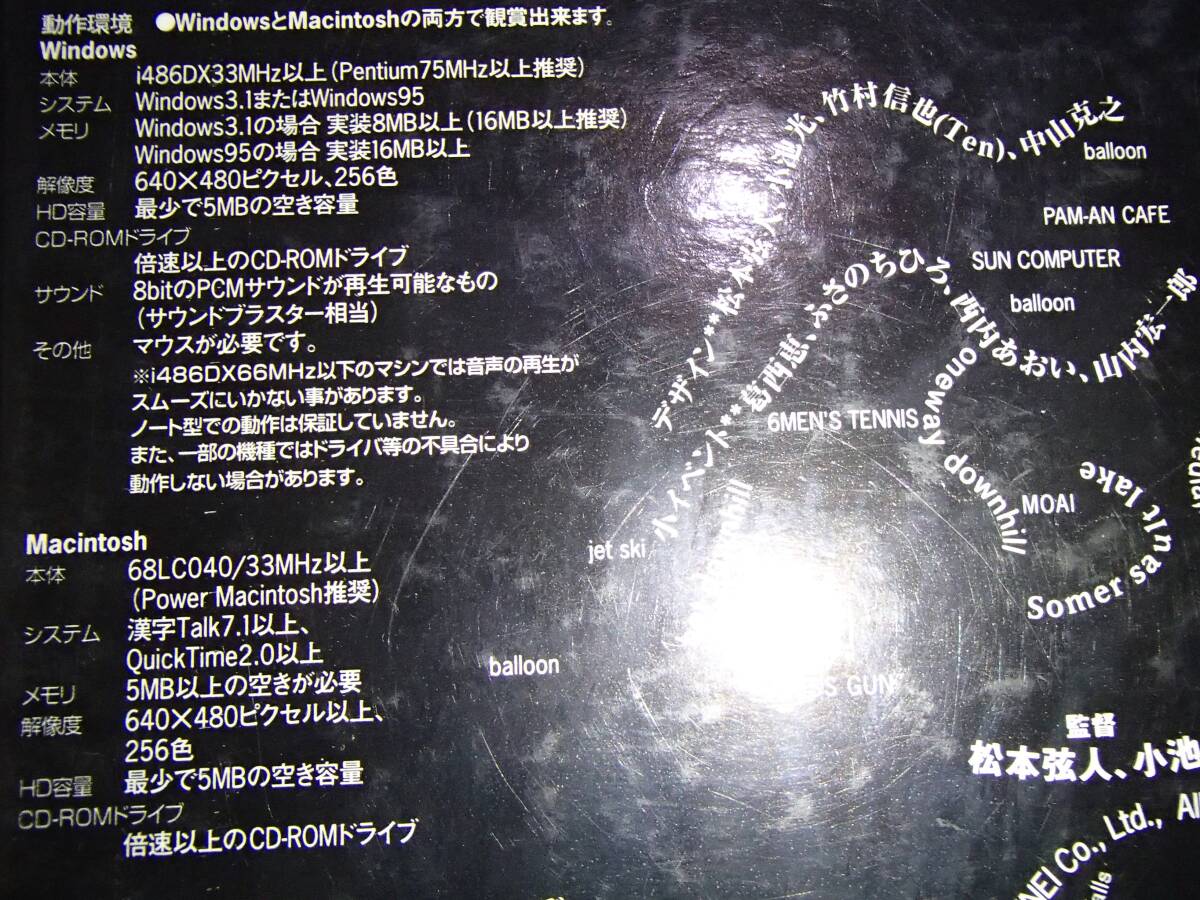 動作環境 ●WindowsとMacintoshの両方で観賞出来ます。
Windows
本体 i486DX33MHz以上(Pentium75MHz以上推奨)
システム Windows3.1またはWindows95
メモリ Windows3.1の場合 実装8MB以上(16MB以上推奨)
Windows95の場合 実装16MB以上
解像度 640×480ピクセル、256色
HD容量 最少で5MBの空き容量
CD-ROMドライブ
倍速以上のCD-ROMドライブ
サウンド 8bitのPCMサウンドが再生可能なもの
(サウンドブラスター相当)
その他 マウスが必要です。
※i486DX66MHz以下のマシンでは音声の再生が
スムーズにいかない事があります。
ノート型での動作は保証していません。
また、一部の機種ではドライバ等の不具合により
動作しない場合があります。
Macintosh
本体 68LC040/33MHz以上
(Power Macintosh推奨)
システム 漢字Talk7.1以上、
QuickTime2.0以上
メモリ 5MB以上の空きが必要
解像度 640×480ピクセル以上、
256色
HD容量 最少で5MBの空き容量
CD-ROMドライブ
倍速以上のCD-ROMドライブ
デザイン**松本弦人、小池光、竹村信也(Ten)、中山克之
balloon
PAM-AN CAFE
SUN COMPUTER
balloon
小イベント**葛西恵、ふさのちひろ、西内あおい、山内宏一郎
oneway downhill
6MEN'S TENNIS
MOAI
Somer salt lake
jet ski
balloon
GUN
監督
松本弦人、小池
Co., Ltd.,